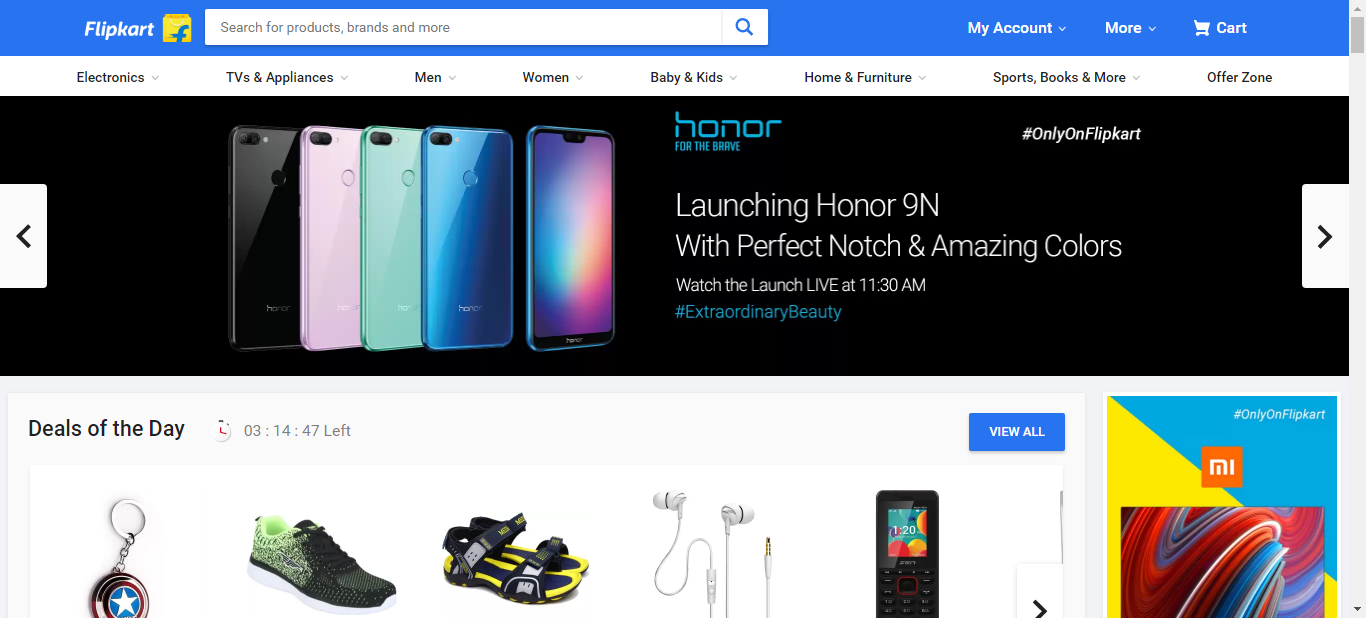 Flipkart
Search for products, brands and more
My Account
More
Cart
Electronics
TVs & Appliances
Men
Women
Baby & Kids
Home & Furniture
Sports, Books & More
Offer Zone
honor
FOR THE BRAVE
#OnlyOnFlipkart
Launching Honor 9N
With Perfect Notch & Amazing Colors
Watch the Launch LIVE at 11:30 AM
#ExtraordinaryBeauty
honor
honor
honor
Deals of the Day
03 : 14 : 47 Left
VIEW ALL
#OnlyOnFlipkart
mi
1:20